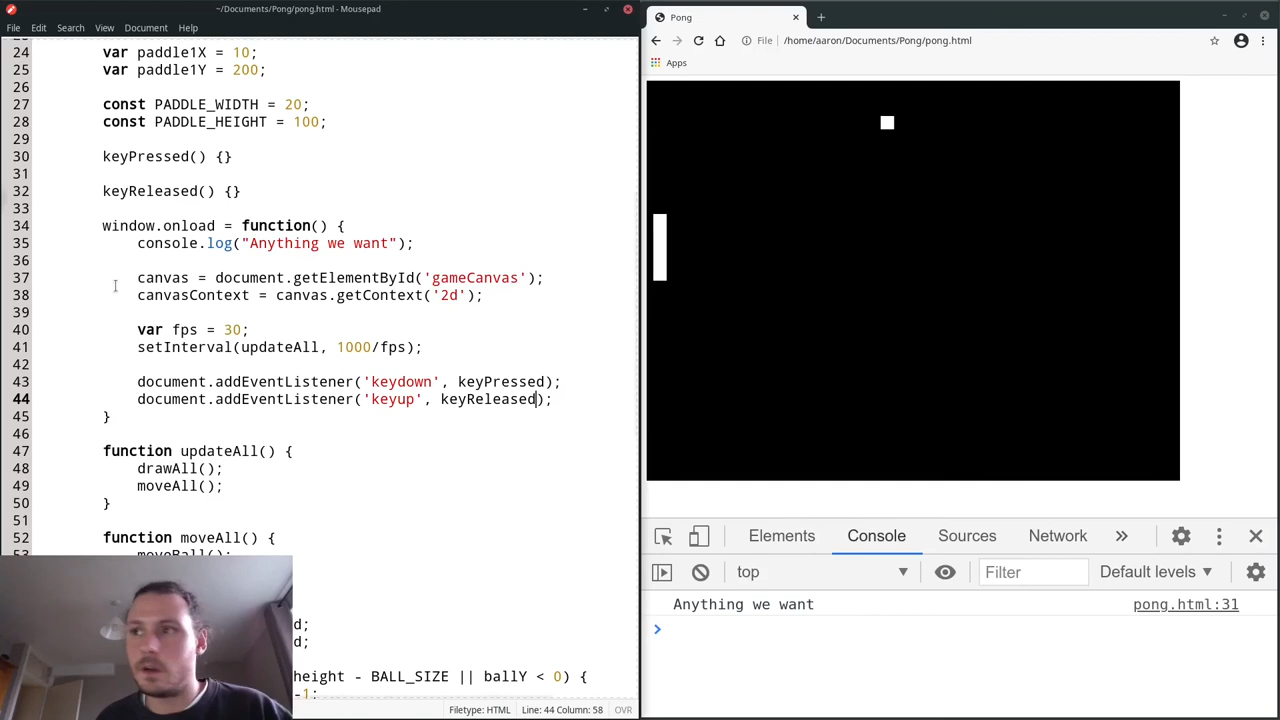 ~/Documents/Pong/pong.html - Mousepad
File Edit Search View Document Help
24 var paddle1X = 10;
25 var paddle1Y = 200;
26
27 const PADDLE_WIDTH = 20;
28 const PADDLE_HEIGHT = 100;
29
30 keyPressed() {}
31
32 keyReleased() {}
33
34 window.onload = function() {
35 console.log("Anything we want");
36
37 canvas = document.getElementById('gameCanvas');
38 canvasContext = canvas.getContext('2d');
39
40 var fps = 30;
41 setInterval(updateAll, 1000/fps);
42
43 document.addEventListener('keydown', keyPressed);
44 document.addEventListener('keyup', keyReleased);
45 }
46
47 function updateAll() {
48 drawAll();
49 moveAll();
50 }
51
52 function moveAll() {
53 moveBall();
d;
d;
height - BALL_SIZE || ballY < 0) {
-1;
Filetype: HTML Line: 44 Column: 58 OVR
Pong
File /home/aaron/Documents/Pong/pong.html
Apps
Elements Console Sources Network
top Filter Default levels
Anything we want pong.html:31